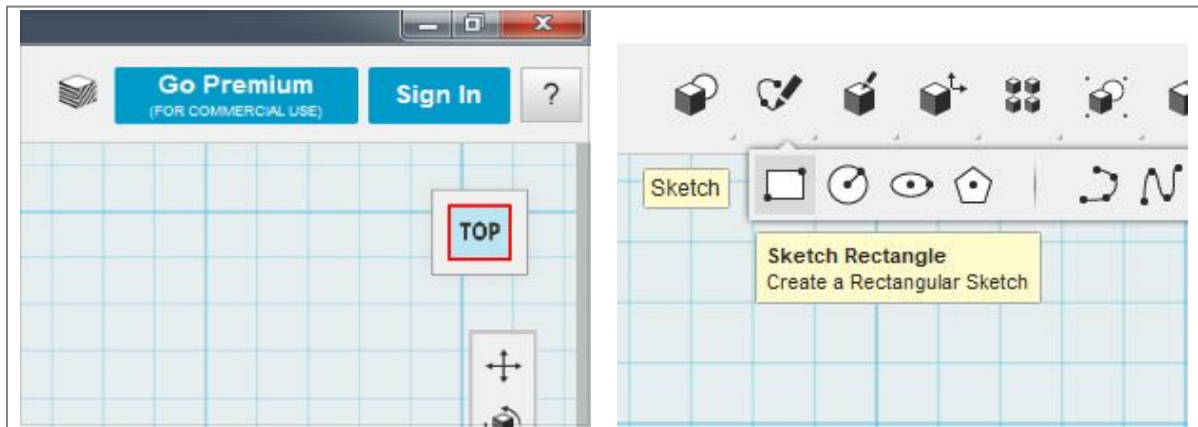 Go Premium
(FOR COMMERCIAL USE)
Sign In
?
TOP
Sketch
Sketch Rectangle
Create a Rectangular Sketch